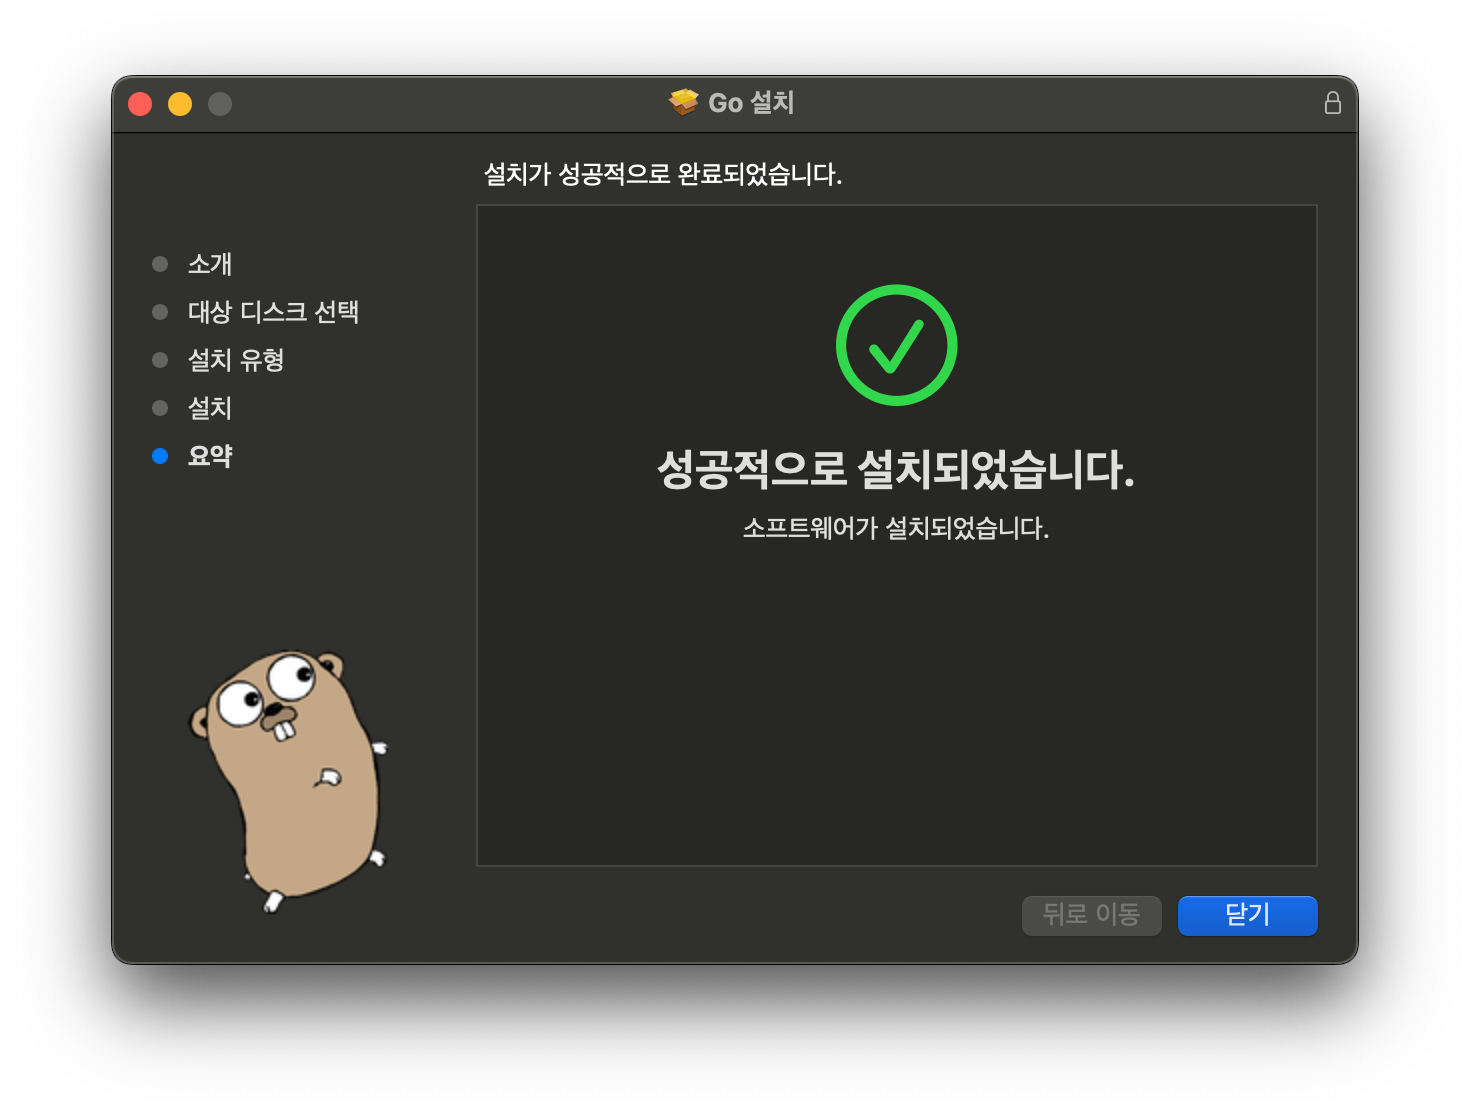 Go 설치
설치가 성공적으로 완료되었습니다.
소개
대상 디스크 선택
설치 유형
설치
요약
성공적으로 설치되었습니다.
소프트웨어가 설치되었습니다.
뒤로 이동
닫기